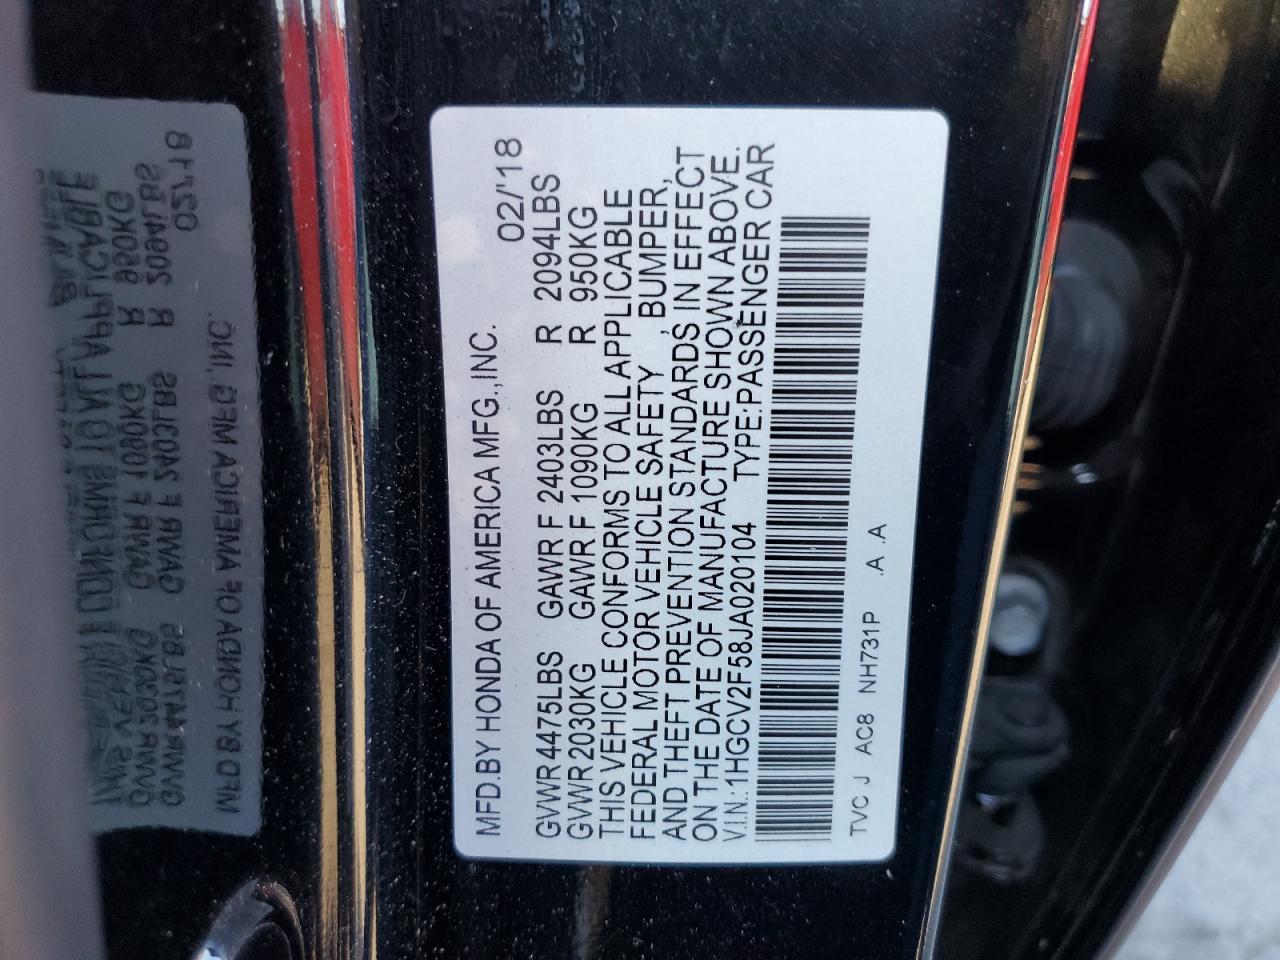 MFD.BY HONDA OF AMERICA MFG.,INC. 02/'18
GVWR 4475LBS GAWR F 2403LBS R 2094LBS
GVWR 2030KG GAWR F 1090KG R 950KG
THIS VEHICLE CONFORMS TO ALL APPLICABLE
FEDERAL MOTOR VEHICLE SAFETY , BUMPER,
AND THEFT PREVENTION STANDARDS IN EFFECT
ON THE DATE OF MANUFACTURE SHOWN ABOVE.
V.I.N.:1HGCV2F58JA020104 TYPE:PASSENGER CAR
TVC J AC8 NH731P .A .A